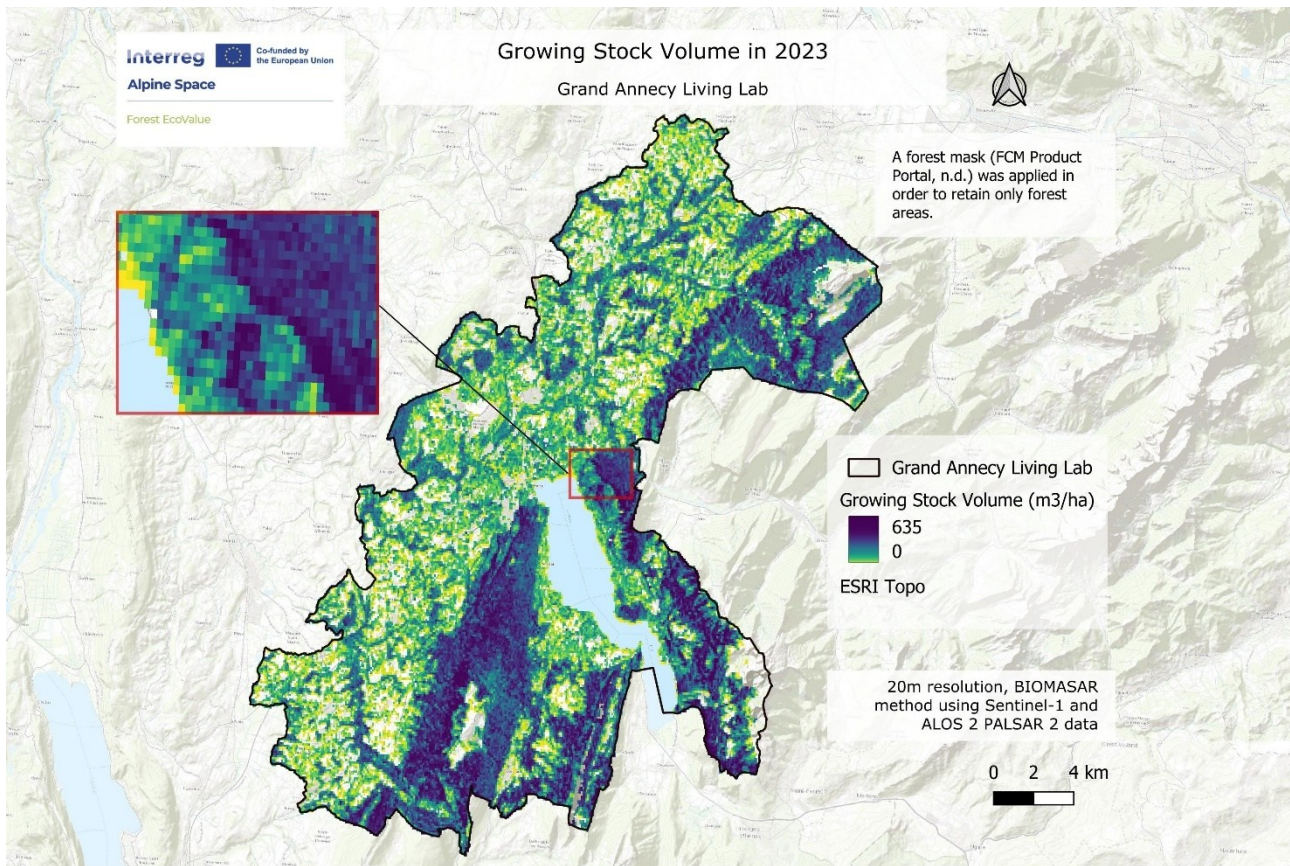 Interreg
Co-funded by
the European Union
Alpine Space
Forest EcoValue
Growing Stock Volume in 2023
Grand Annecy Living Lab
A forest mask (FCM Product
Portal, n.d.) was applied in
order to retain only forest
areas.
Grand Annecy Living Lab
Growing Stock Volume (m3/ha)
635
0
ESRI Topo
20m resolution, BIOMASAR
method using Sentinel-1 and
ALOS 2 PALSAR 2 data
0 2 4 km